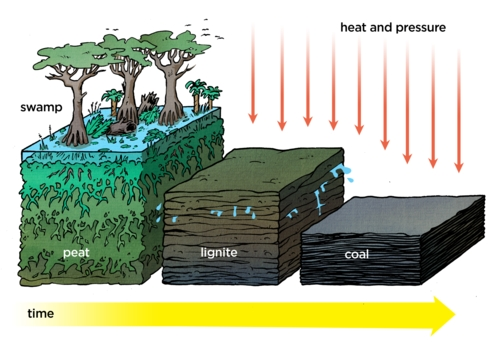 heat and pressure
swamp
peat
lignite
coal
time